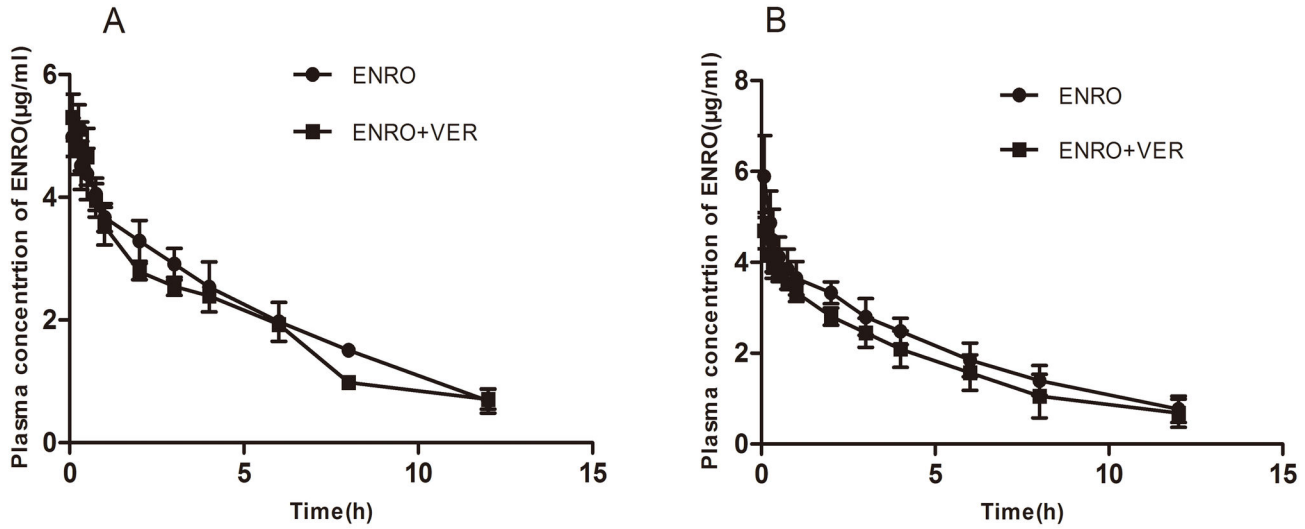 A
Plasma concentrtion of ENRO(μg/ml)
6
4
2
0
0
5
10
15
Time(h)
ENRO
ENRO+VER
B
Plasma concentrtion of ENRO(μg/ml)
8
6
4
2
0
0
5
10
15
Time(h)
ENRO
ENRO+VER